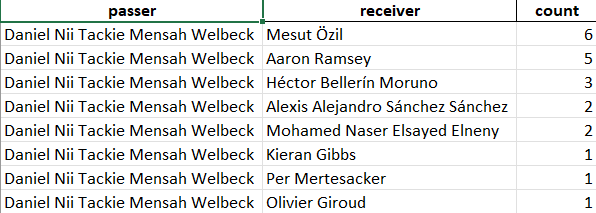 passer receiver count
Daniel Nii Tackie Mensah Welbeck Mesut Özil 6
Daniel Nii Tackie Mensah Welbeck Aaron Ramsey 5
Daniel Nii Tackie Mensah Welbeck Héctor Bellerín Moruno 3
Daniel Nii Tackie Mensah Welbeck Alexis Alejandro Sánchez Sánchez 2
Daniel Nii Tackie Mensah Welbeck Mohamed Naser Elsayed Elneny 2
Daniel Nii Tackie Mensah Welbeck Kieran Gibbs 1
Daniel Nii Tackie Mensah Welbeck Per Mertesacker 1
Daniel Nii Tackie Mensah Welbeck Olivier Giroud 1